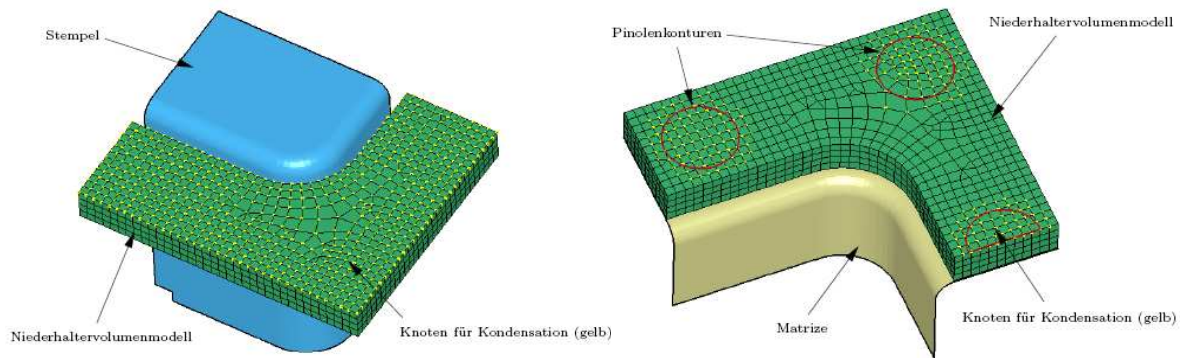 Stempel
Niederhaltervolumenmodell
Knoten für Kondensation (gelb)
Pinolenkonturen
Niederhaltervolumenmodell
Matrize
Knoten für Kondensation (gelb)